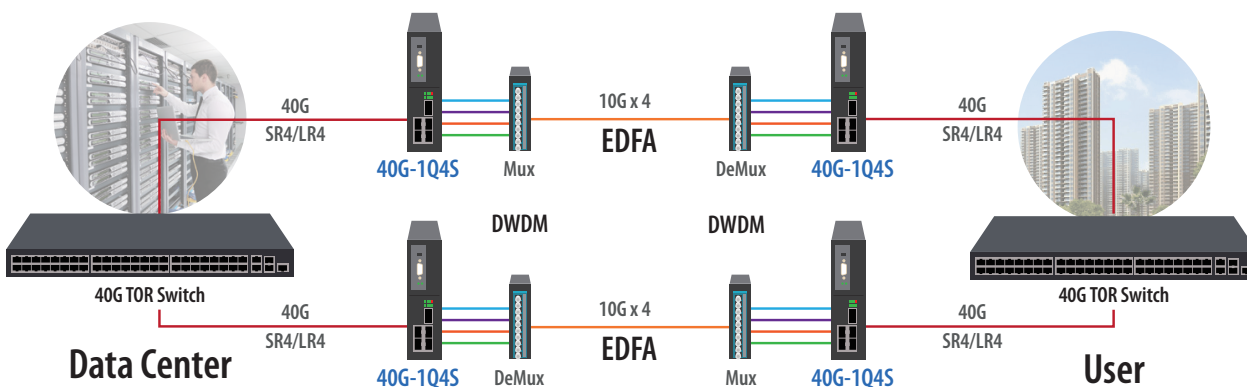 40G
SR4/LR4
10G x 4
EDFA
40G
SR4/LR4
40G-1Q4S
Mux
DeMux
40G-1Q4S
DWDM
DWDM
40G TOR Switch
40G TOR Switch
40G
SR4/LR4
10G x 4
EDFA
40G
SR4/LR4
Data Center
User
40G-1Q4S
DeMux
Mux
40G-1Q4S